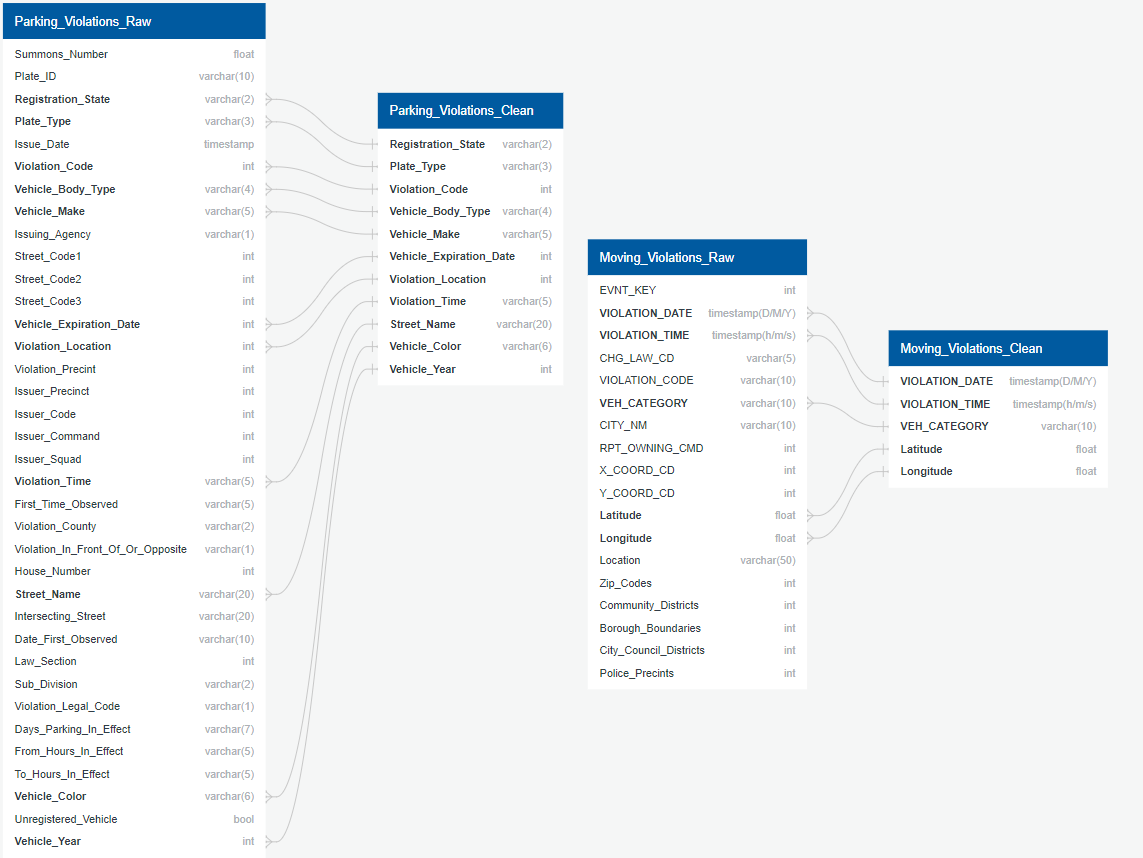 Parking_Violations_Raw
Summons_Number float
Plate_ID varchar(10)
Registration_State varchar(2)
Plate_Type varchar(3)
Issue_Date timestamp
Violation_Code int
Vehicle_Body_Type varchar(4)
Vehicle_Make varchar(5)
Issuing_Agency varchar(1)
Street_Code1 int
Street_Code2 int
Street_Code3 int
Vehicle_Expiration_Date int
Violation_Location int
Violation_Precint int
Issuer_Precinct int
Issuer_Code int
Issuer_Command int
Issuer_Squad int
Violation_Time varchar(5)
First_Time_Observed varchar(5)
Violation_County varchar(2)
Violation_In_Front_Of_Or_Opposite varchar(1)
House_Number int
Street_Name varchar(20)
Intersecting_Street varchar(20)
Date_First_Observed varchar(10)
Law_Section int
Sub_Division varchar(2)
Violation_Legal_Code varchar(1)
Days_Parking_In_Effect varchar(7)
From_Hours_In_Effect varchar(5)
To_Hours_In_Effect varchar(5)
Vehicle_Color varchar(6)
Unregistered_Vehicle bool
Vehicle_Year int
Parking_Violations_Clean
Registration_State varchar(2)
Plate_Type varchar(3)
Violation_Code int
Vehicle_Body_Type varchar(4)
Vehicle_Make varchar(5)
Vehicle_Expiration_Date int
Violation_Location int
Violation_Time varchar(5)
Street_Name varchar(20)
Vehicle_Color varchar(6)
Vehicle_Year int
Moving_Violations_Raw
EVNT_KEY int
VIOLATION_DATE timestamp(D/M/Y)
VIOLATION_TIME timestamp(h/m/s)
CHG_LAW_CD varchar(5)
VIOLATION_CODE varchar(10)
VEH_CATEGORY varchar(10)
CITY_NM varchar(10)
RPT_OWNING_CMD int
X_COORD_CD int
Y_COORD_CD int
Latitude float
Longitude float
Location varchar(50)
Zip_Codes int
Community_Districts int
Borough_Boundaries int
City_Council_Districts int
Police_Precints int
Moving_Violations_Clean
VIOLATION_DATE timestamp(D/M/Y)
VIOLATION_TIME timestamp(h/m/s)
VEH_CATEGORY varchar(10)
Latitude float
Longitude float